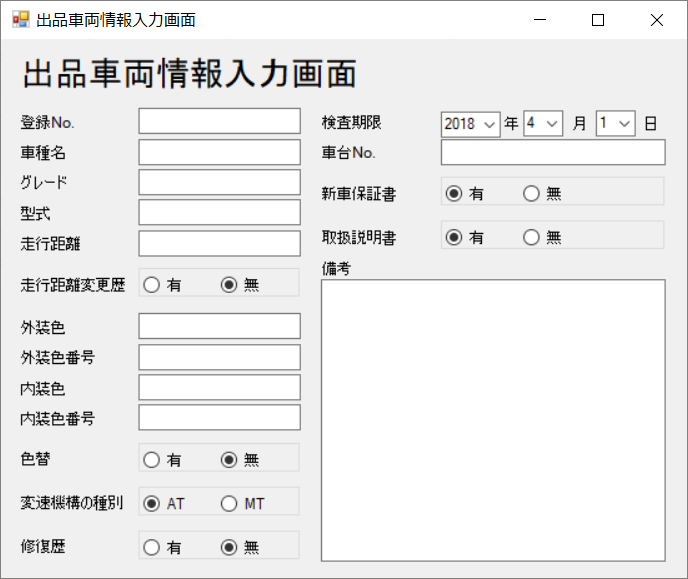 出品車両情報入力画面
出品車両情報入力画面
登録No.
車種名
グレード
型式
走行距離
走行距離変更歴 有 無
外装色
外装色番号
内装色
内装色番号
色替 有 無
変速機構の種別 AT MT
修復歴 有 無
検査期限 2018 年 4 月 1 日
車台No.
新車保証書 有 無
取扱説明書 有 無
備考